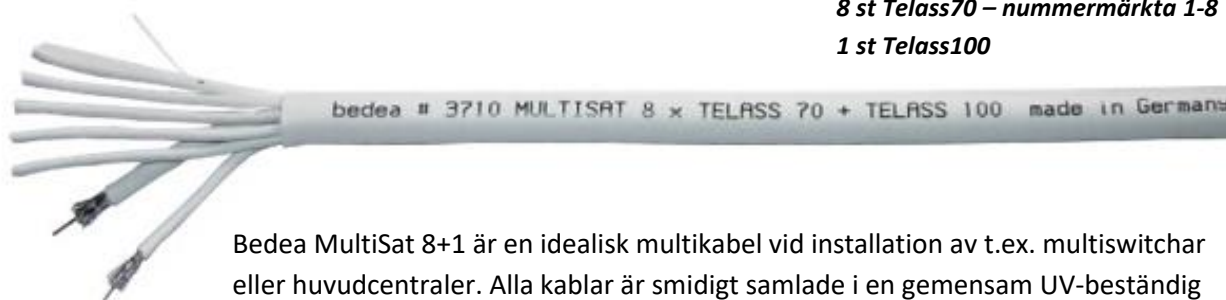 8 st Telass70 – nummermärkta 1-8
1 st Telass100
bedea # 3710 MULTISAT 8 x TELASS 70 + TELASS 100 made in Germany
Bedea MultiSat 8+1 är en idealisk multikabel vid installation av t.ex. multiswitchar
eller huvudcentraler. Alla kablar är smidigt samlade i en gemensam UV-beständig